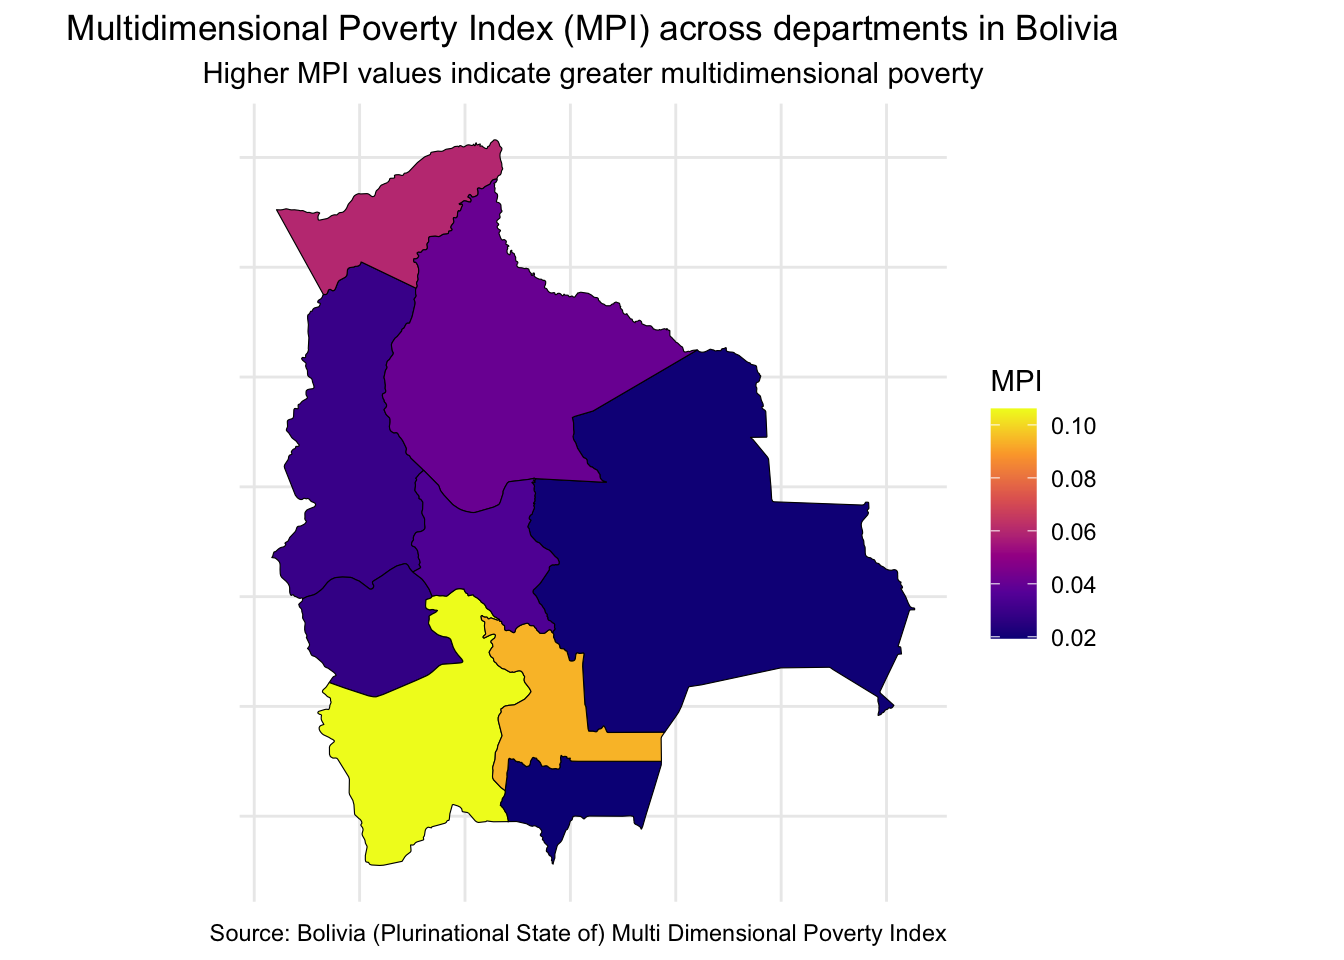 Multidimensional Poverty Index (MPI) across departments in Bolivia
Higher MPI values indicate greater multidimensional poverty
MPI
0.10
0.08
0.06
0.04
0.02
Source: Bolivia (Plurinational State of) Multi Dimensional Poverty Index